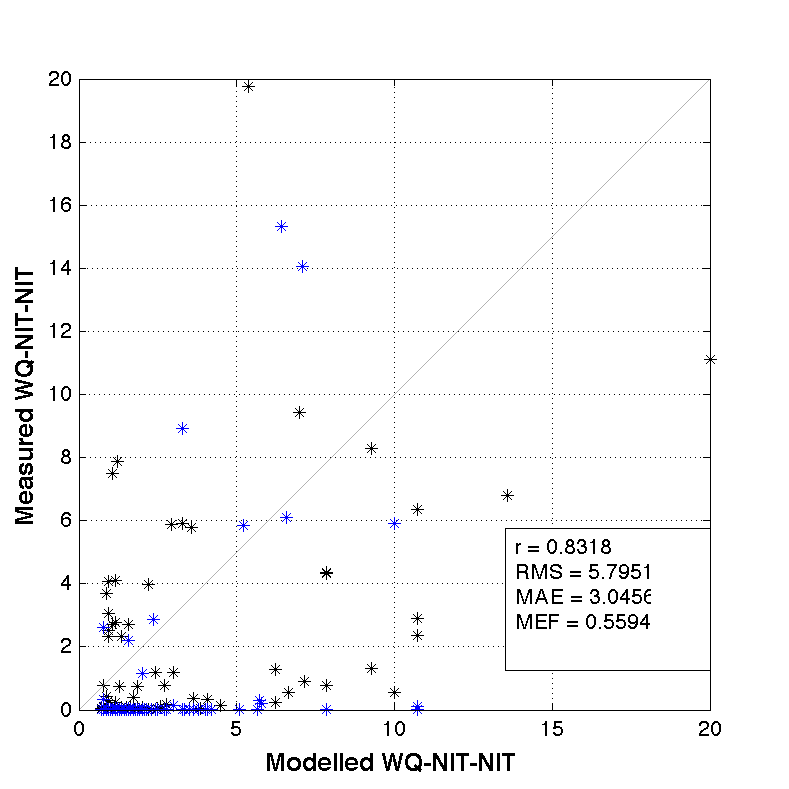 20
18
16
14
12
10
8
6
4
2
0
Measured WQ-NIT-NIT
r = 0.8318
RMS = 5.7951
MAE = 3.0456
MEF = 0.5594
0 5 10 15 20
Modelled WQ-NIT-NIT